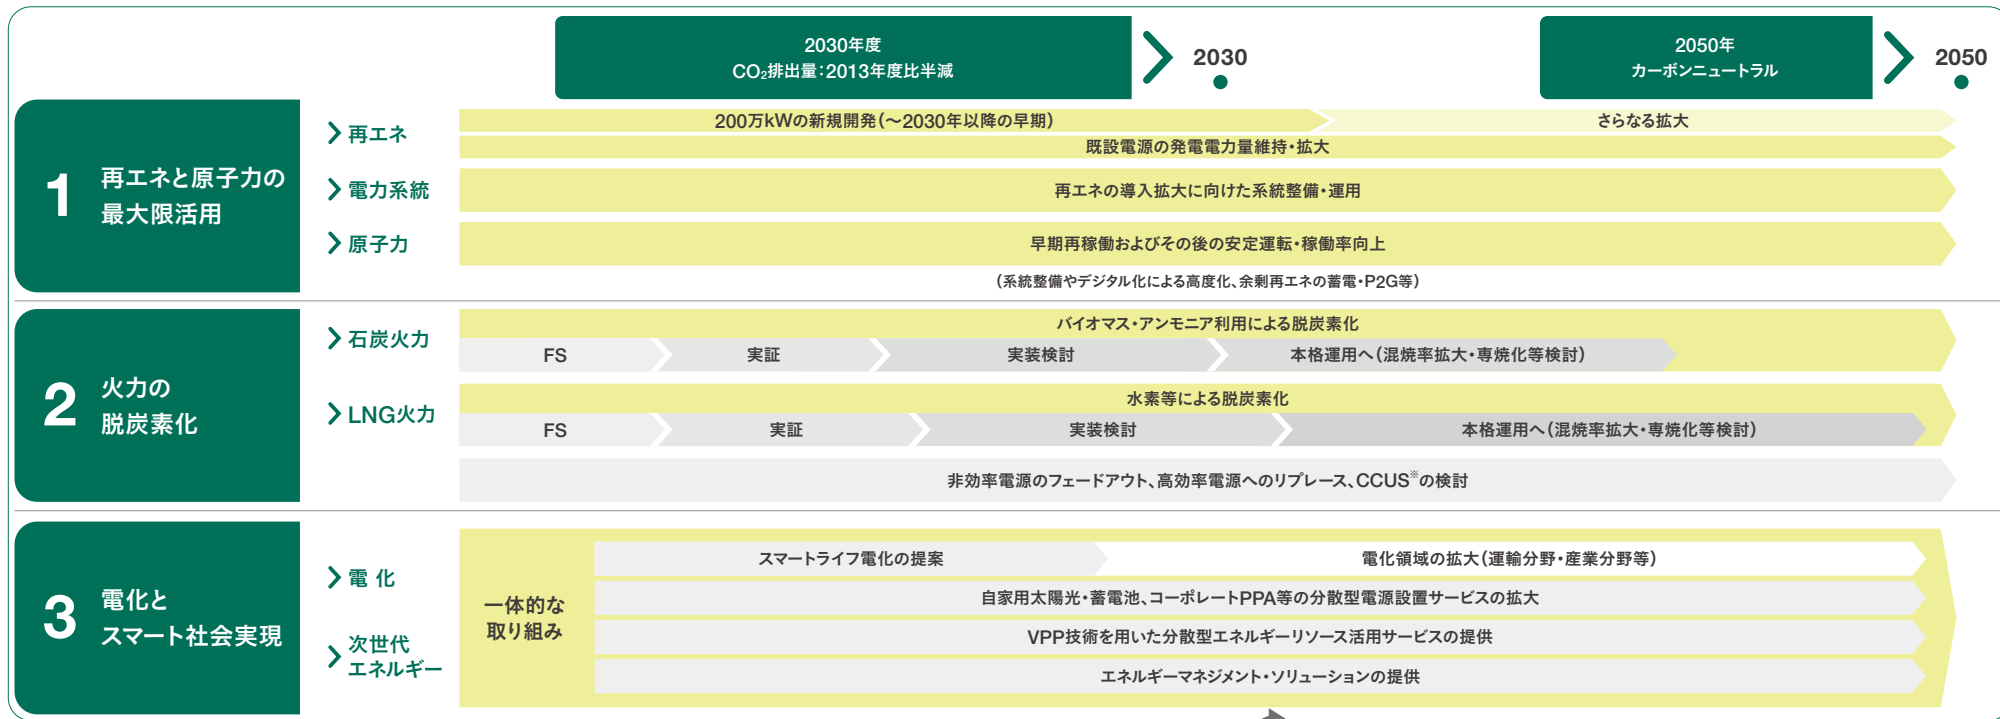 2030年度
CO₂排出量：2013年度比半減
2030
2050年
カーボンニュートラル
2050
1
再エネと原子力の
最大限活用
再エネ
200万kWの新規開発（～2030年以降の早期）
さらなる拡大
既設電源の発電電力量維持・拡大
電力系統
再エネの導入拡大に向けた系統整備・運用
原子力
早期再稼働およびその後の安定運転・稼働率向上
（系統整備やデジタル化による高度化、余剰再エネの蓄電・P2G等）
2
火力の
脱炭素化
石炭火力
バイオマス・アンモニア利用による脱炭素化
FS
実証
実装検討
本格運用へ（混焼率拡大・専焼化等検討）
LNG火力
水素等による脱炭素化
FS
実証
実装検討
本格運用へ（混焼率拡大・専焼化等検討）
非効率電源のフェードアウト、高効率電源へのリプレース、CCUS※の検討
3
電化と
スマート社会実現
電 化
次世代
エネルギー
一体的な
取り組み
スマートライフ電化の提案
電化領域の拡大（運輸分野・産業分野等）
自家用太陽光・蓄電池、コーポレートPPA等の分散型電源設置サービスの拡大
VPP技術を用いた分散型エネルギーリソース活用サービスの提供
エネルギーマネジメント・ソリューションの提供